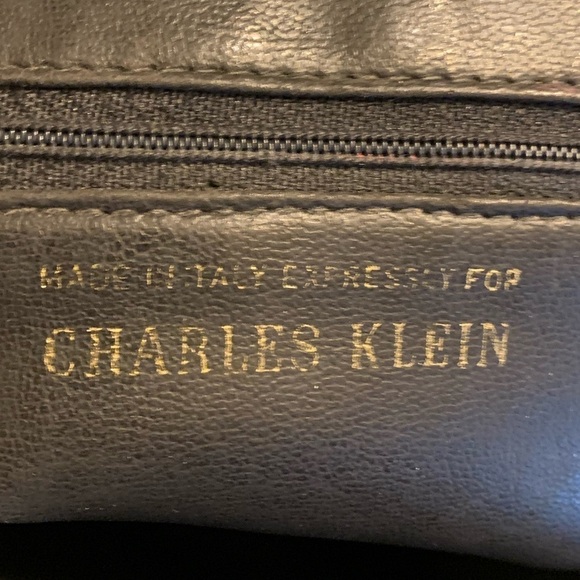 MADE IN ITALY EXPRESSLY FOR
CHARLES KLEIN